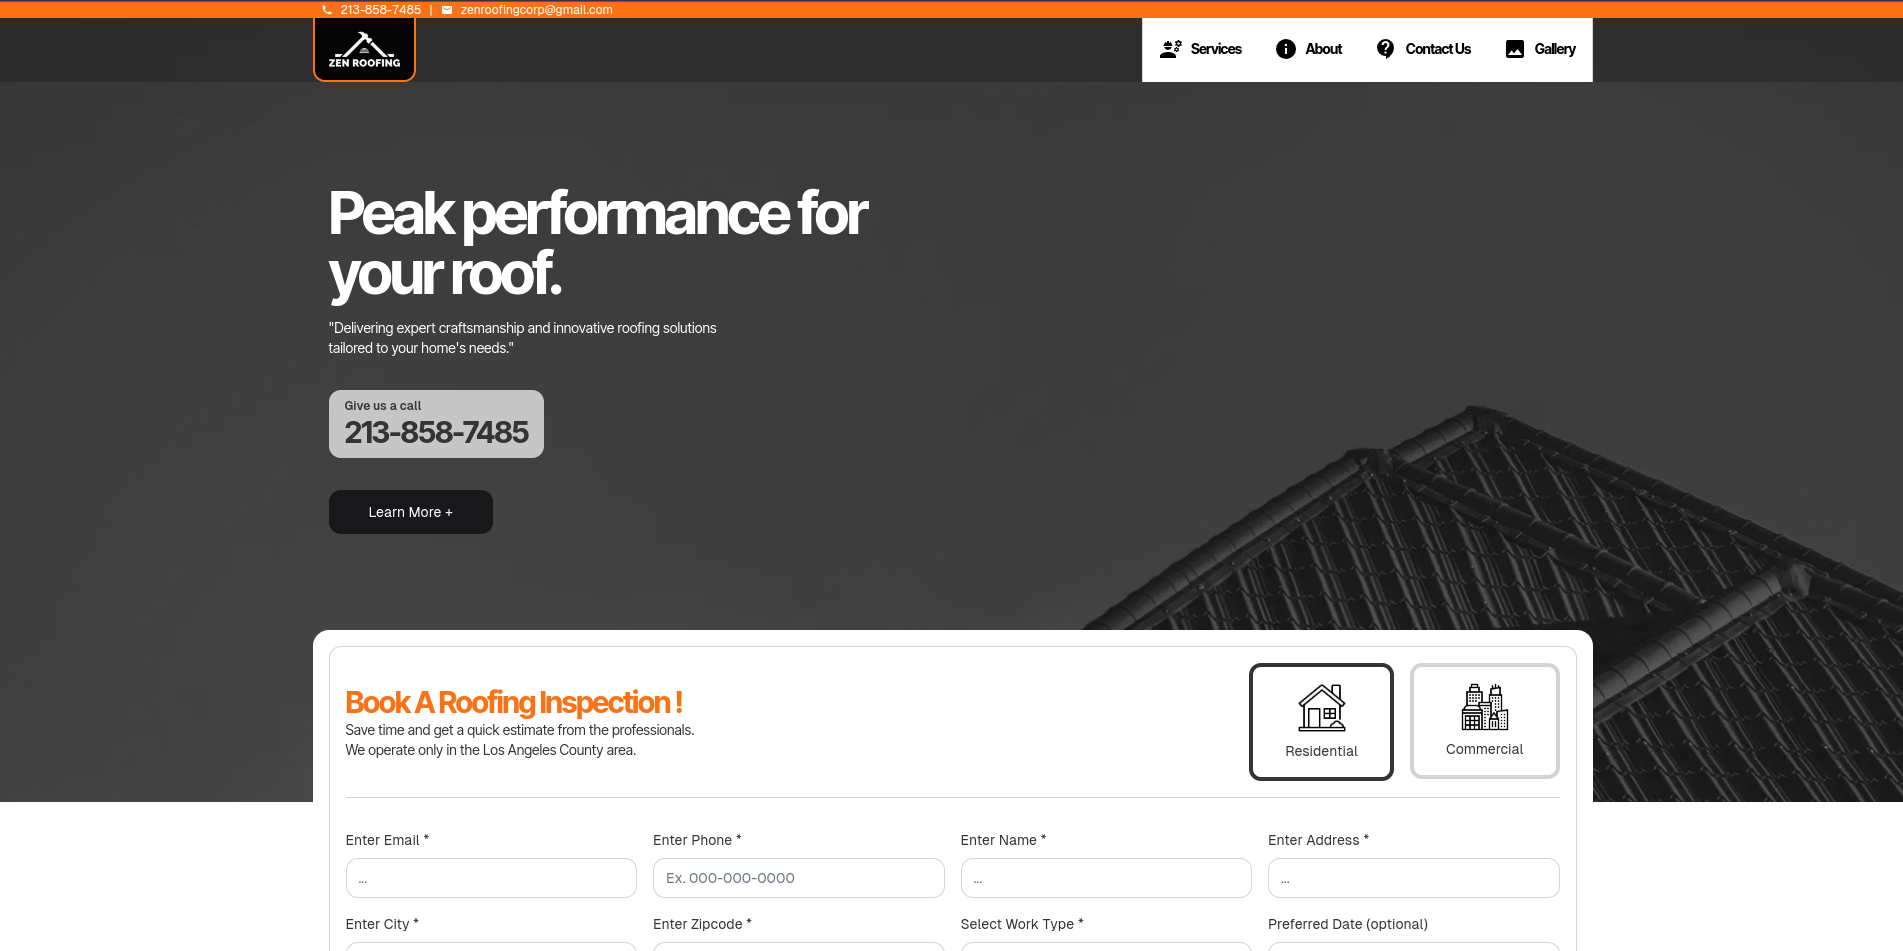 213-858-7485 | zenroofingcorp@gmail.com
ZEN ROOFING
Services About Contact Us Gallery
Peak performance for
your roof.
"Delivering expert craftsmanship and innovative roofing solutions
tailored to your home's needs."
Give us a call
213-858-7485
Learn More +
Book A Roofing Inspection !
Save time and get a quick estimate from the professionals.
We operate only in the Los Angeles County area.
Residential
Commercial
Enter Email * Enter Phone * Enter Name * Enter Address *
... Ex. 000-000-0000 ... ...
Enter City * Enter Zipcode * Select Work Type * Preferred Date (optional)